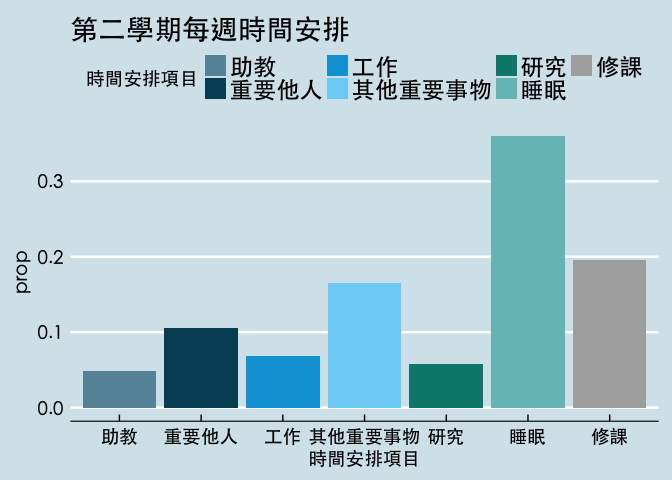 第二學期每週時間安排
時間安排項目
助教 工作 研究 修課
重要他人 其他重要事物 睡眠
0.3
0.2
0.1
0.0
prop
助教 重要他人 工作 其他重要事物 研究 睡眠 修課
時間安排項目